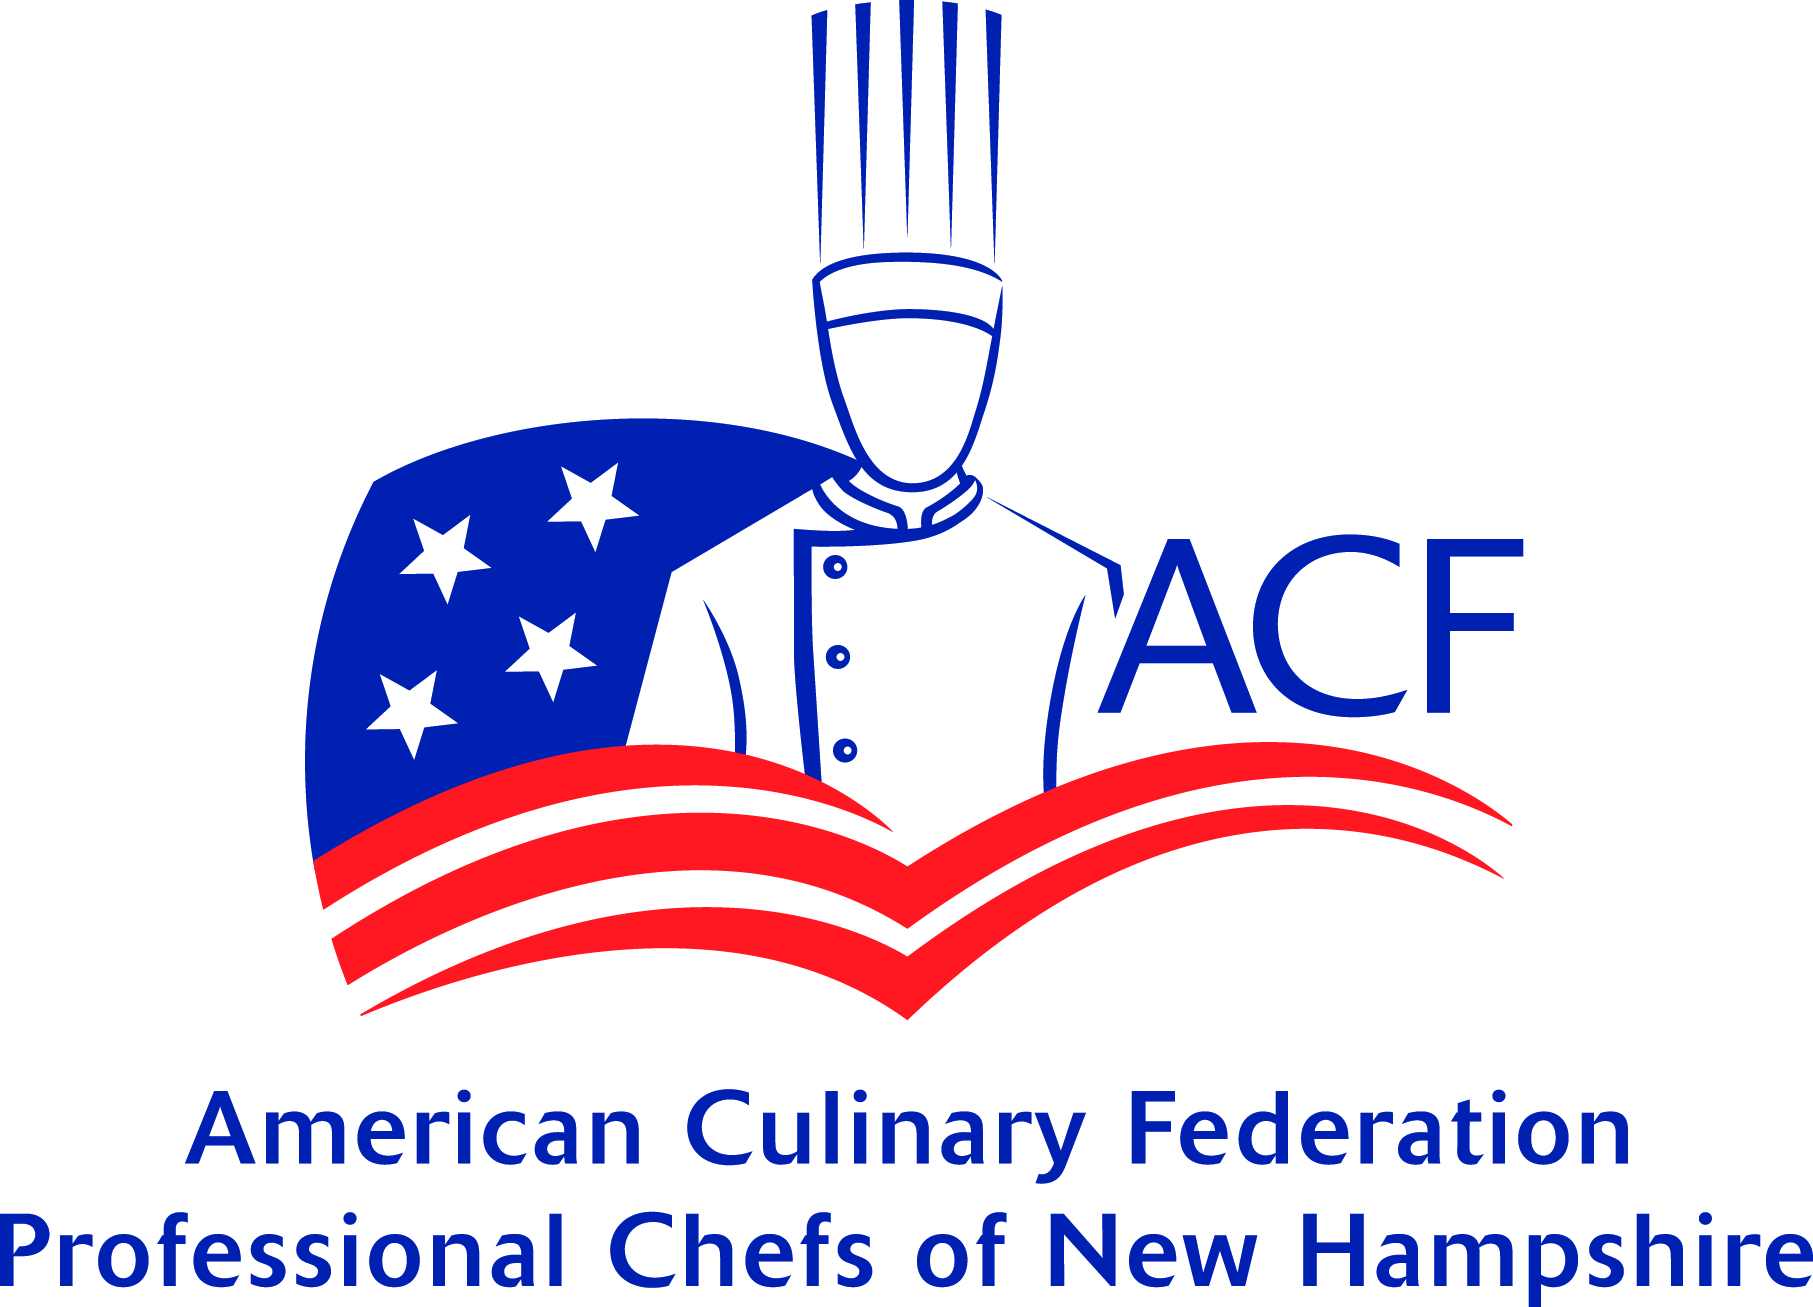 ACF
American Culinary Federation
Professional Chefs of New Hampshire